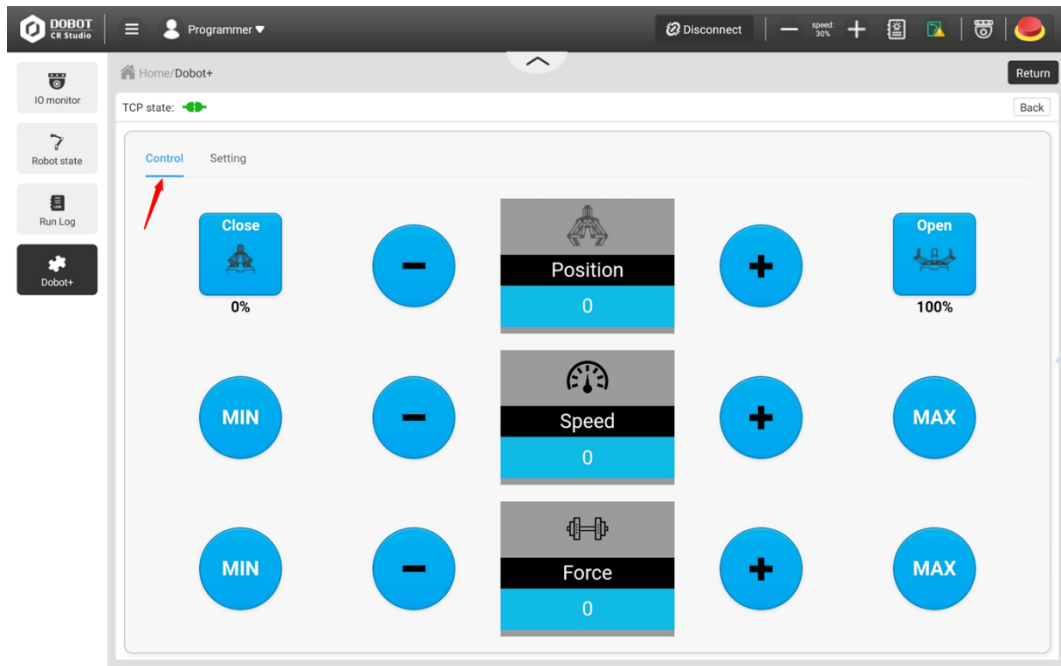 DOBOT
CR Studio
Programmer
Disconnect
speed:
30%
IO monitor
Robot state
Run Log
Dobot+
Home/Dobot+
Return
TCP state:
Back
Control Setting
Close
0%
Position
0
Open
100%
MIN
Speed
0
MAX
MIN
Force
0
MAX